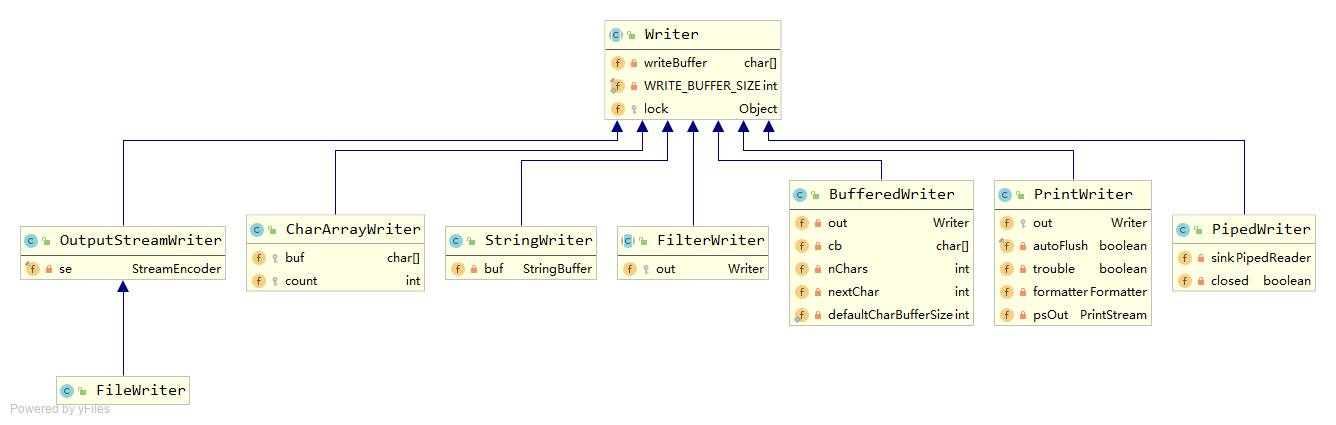 Writer
writeBuffer char[]
WRITE_BUFFER_SIZE int
lock Object
OutputStreamWriter
se StreamEncoder
CharArrayWriter
buf char[]
count int
StringWriter
buf StringBuffer
FilterWriter
out Writer
BufferedWriter
out Writer
cb char[]
nChars int
nextChar int
defaultCharBufferSize int
PrintWriter
out Writer
autoFlush boolean
trouble boolean
formatter Formatter
psOut PrintStream
PipedWriter
sink PipedReader
closed boolean
FileWriter
Powered by yFiles